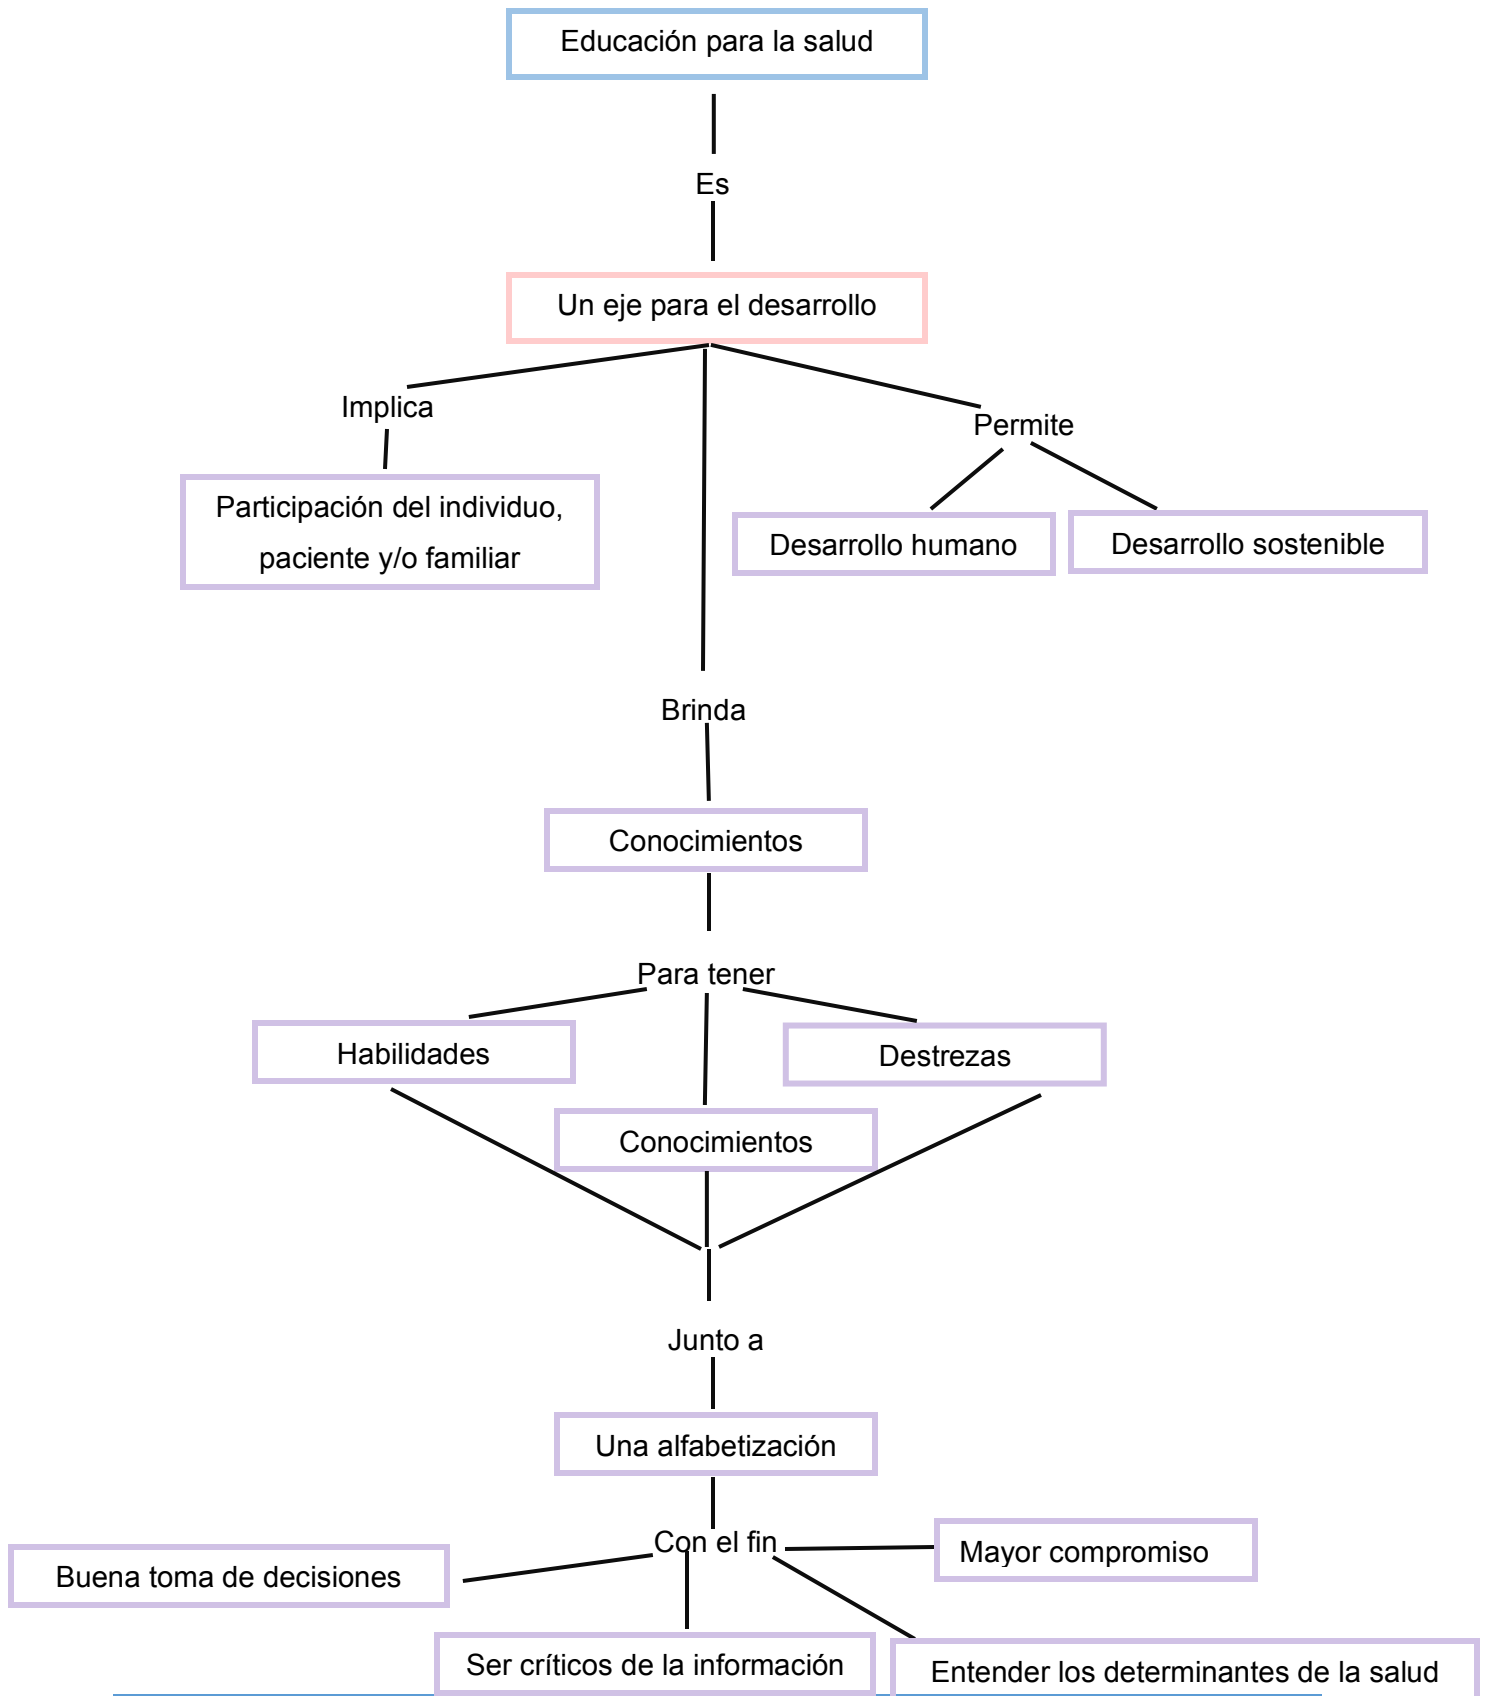 Educación para la salud
Es
Un eje para el desarrollo
Implica
Permite
Participación del individuo,
paciente y/o familiar
Desarrollo humano
Desarrollo sostenible
Brinda
Conocimientos
Para tener
Habilidades
Destrezas
Conocimientos
Junto a
Una alfabetización
Con el fin
Mayor compromiso
Buena toma de decisiones
Ser críticos de la información
Entender los determinantes de la salud